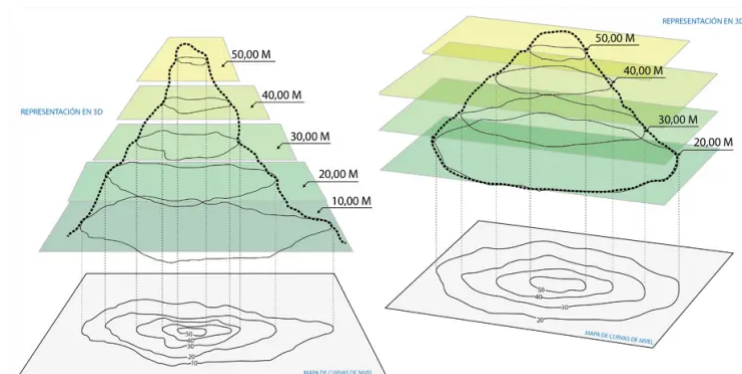 REPRESENTACIÓN EN 3D
50,00 M
40,00 M
30,00 M
20,00 M
10,00 M
50
40
30
20
10
MAPA DE CURVAS DE NIVEL
REPRESENTACIÓN EN 3D
50,00 M
40,00 M
30,00 M
20,00 M
50
40
30
20
MAPA DE CURVAS DE NIVEL